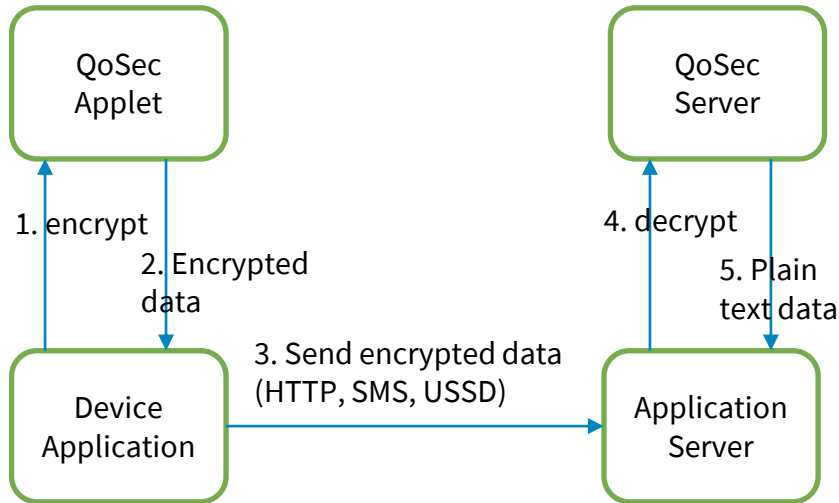 QoSec
Applet
QoSec
Server
1. encrypt
2. Encrypted
data
4. decrypt
5. Plain
text data
3. Send encrypted data
(HTTP, SMS, USSD)
Device
Application
Application
Server